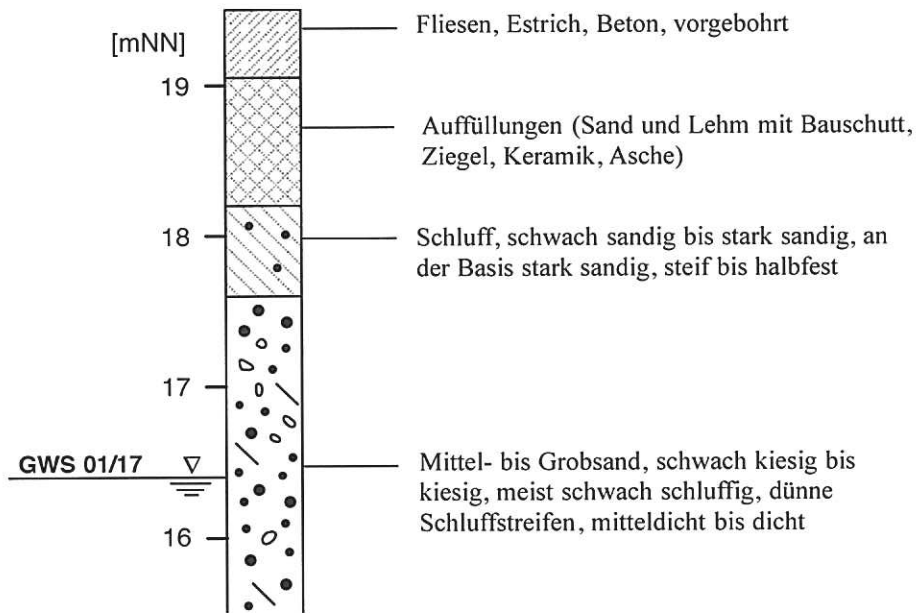 Fliesen, Estrich, Beton, vorgebohrt
[mNN]
19
Auffüllungen (Sand und Lehm mit Bauschutt,
Ziegel, Keramik, Asche)
18
Schluff, schwach sandig bis stark sandig, an
der Basis stark sandig, steif bis halbfest
17
GWS 01/17
Mittel- bis Grobsand, schwach kiesig bis
kiesig, meist schwach schluffig, dünne
Schluffstreifen, mitteldicht bis dicht
16